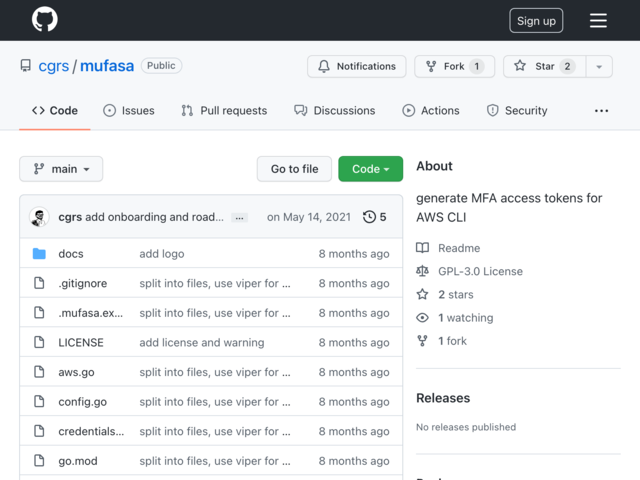 Sign up
cgrs / mufasa Public
Notifications Fork 1 Star 2
Code Issues Pull requests Discussions Actions Security
main Go to file Code
About
generate MFA access tokens for
AWS CLI
cgrs add onboarding and road... ... on May 14, 2021 5
docs add logo 8 months ago
.gitignore split into files, use viper for ... 8 months ago
.mufasa.ex... split into files, use viper for ... 8 months ago
LICENSE add license and warning 8 months ago
aws.go split into files, use viper for ... 8 months ago
config.go split into files, use viper for ... 8 months ago
credentials... split into files, use viper for ... 8 months ago
go.mod split into files, use viper for ... 8 months ago
Readme
GPL-3.0 License
2 stars
1 watching
1 fork
Releases
No releases published